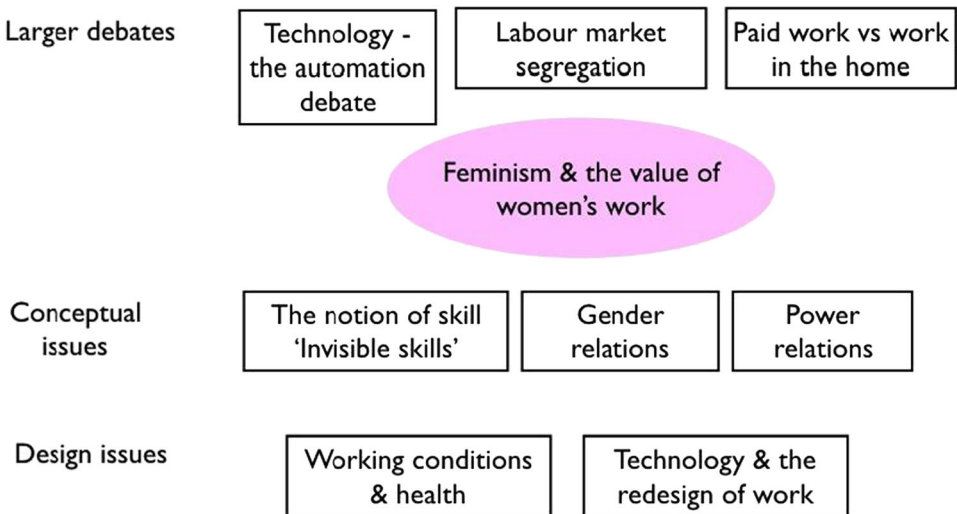 Larger debates
Technology -
the automation
debate
Labour market
segregation
Paid work vs work
in the home
Feminism & the value of
women's work
Conceptual
issues
The notion of skill
'Invisible skills'
Gender
relations
Power
relations
Design issues
Working conditions
& health
Technology & the
redesign of work